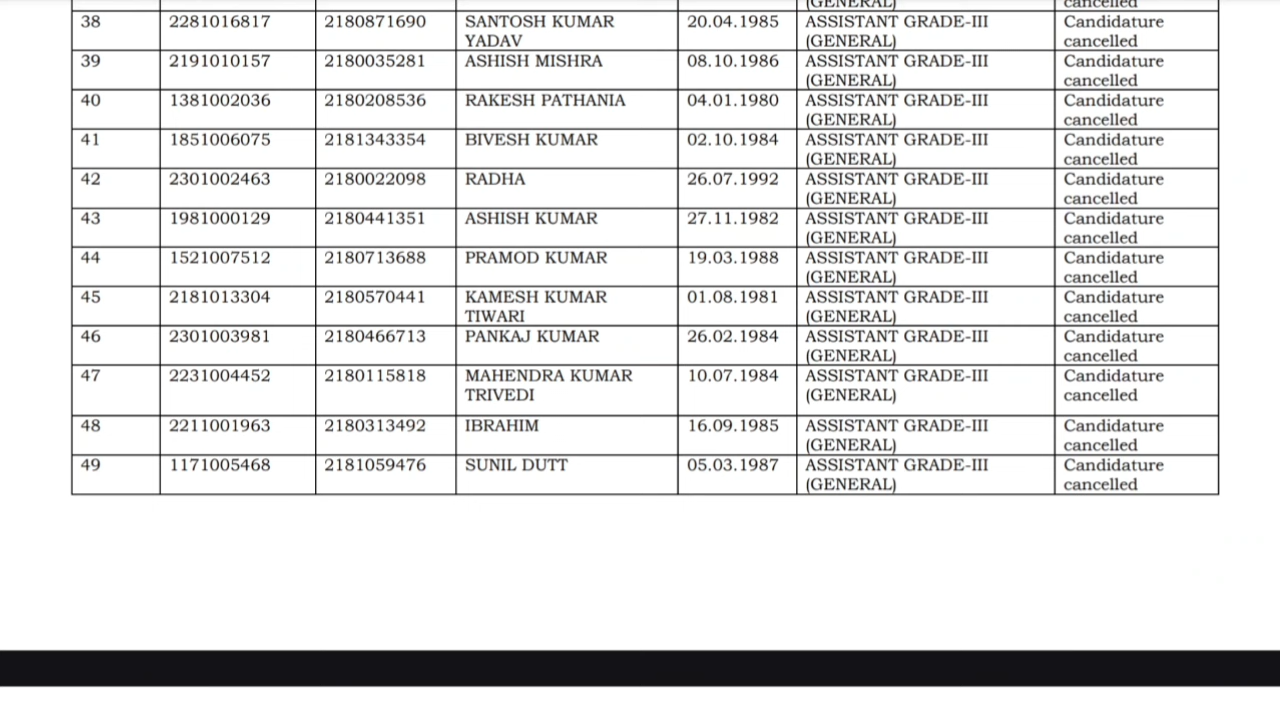 (GENERAL) cancelled
38 2281016817 2180871690 SANTOSH KUMAR 20.04.1985 ASSISTANT GRADE-III Candidature
YADAV (GENERAL) cancelled
39 2191010157 2180035281 ASHISH MISHRA 08.10.1986 ASSISTANT GRADE-III Candidature
(GENERAL) cancelled
40 1381002036 2180208536 RAKESH PATHANIA 04.01.1980 ASSISTANT GRADE-III Candidature
(GENERAL) cancelled
41 1851006075 2181343354 BIVESH KUMAR 02.10.1984 ASSISTANT GRADE-III Candidature
(GENERAL) cancelled
42 2301002463 2180022098 RADHA 26.07.1992 ASSISTANT GRADE-III Candidature
(GENERAL) cancelled
43 1981000129 2180441351 ASHISH KUMAR 27.11.1982 ASSISTANT GRADE-III Candidature
(GENERAL) cancelled
44 1521007512 2180713688 PRAMOD KUMAR 19.03.1988 ASSISTANT GRADE-III Candidature
(GENERAL) cancelled
45 2181013304 2180570441 KAMESH KUMAR 01.08.1981 ASSISTANT GRADE-III Candidature
TIWARI (GENERAL) cancelled
46 2301003981 2180466713 PANKAJ KUMAR 26.02.1984 ASSISTANT GRADE-III Candidature
(GENERAL) cancelled
47 2231004452 2180115818 MAHENDRA KUMAR 10.07.1984 ASSISTANT GRADE-III Candidature
TRIVEDI (GENERAL) cancelled
48 2211001963 2180313492 IBRAHIM 16.09.1985 ASSISTANT GRADE-III Candidature
(GENERAL) cancelled
49 1171005468 2181059476 SUNIL DUTT 05.03.1987 ASSISTANT GRADE-III Candidature
(GENERAL) cancelled